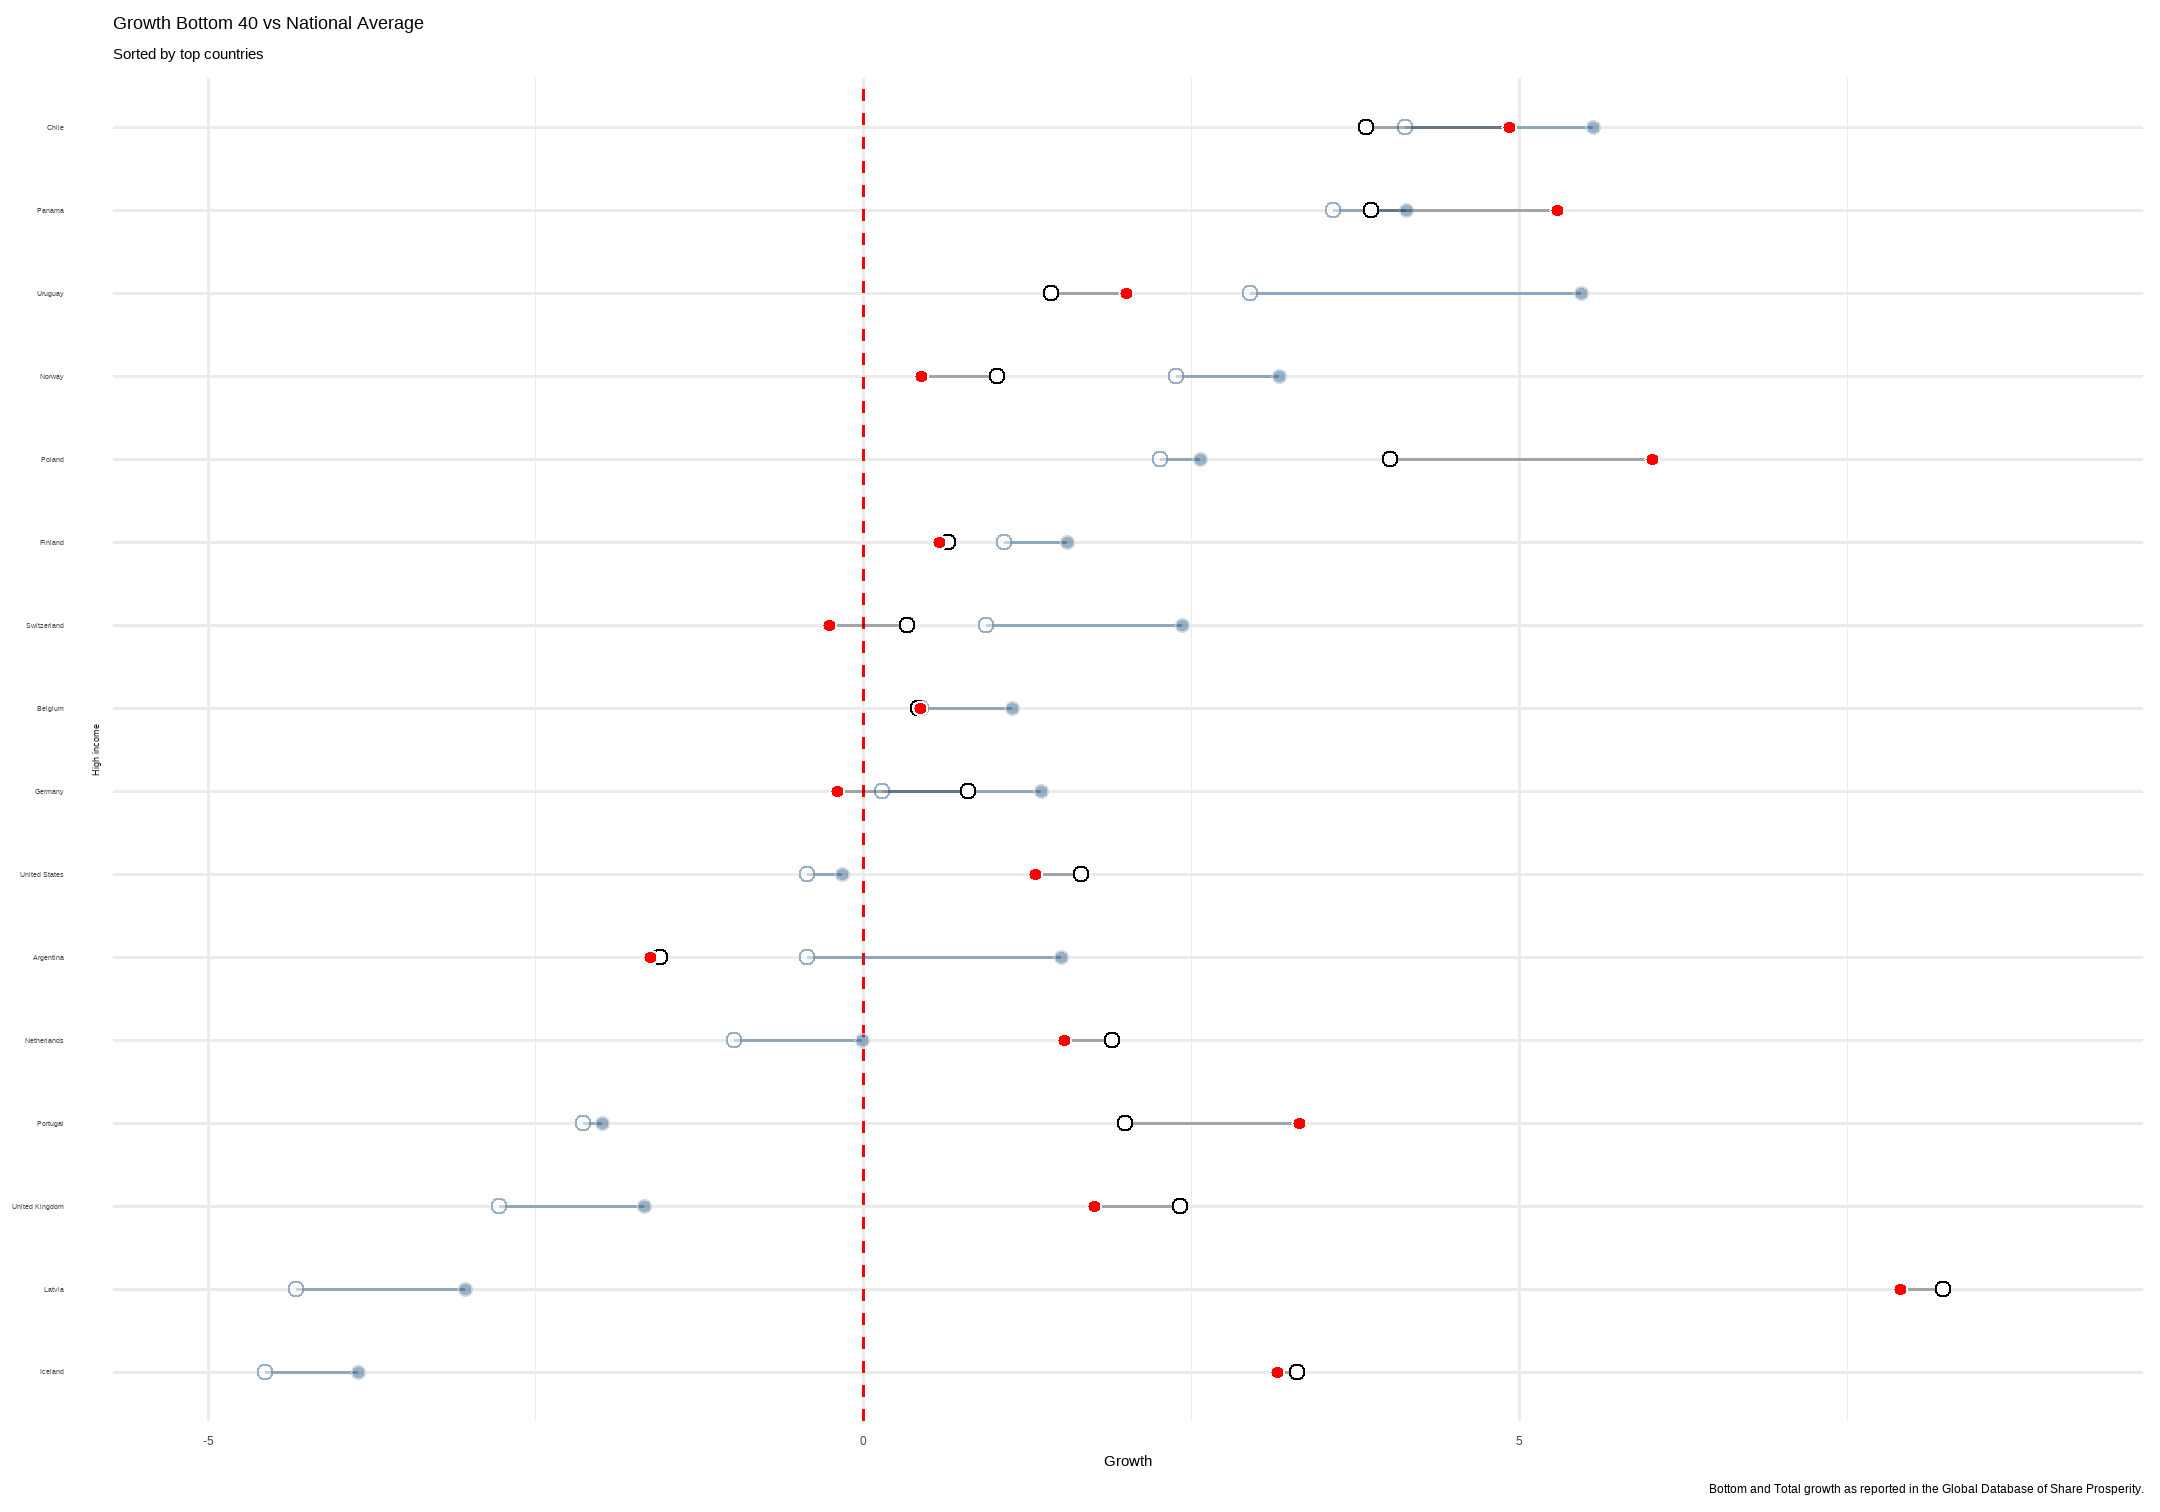 Growth Bottom 40 vs National Average
Sorted by top countries
Chile
Panama
Uruguay
Norway
Poland
Finland
Switzerland
Belgium
High income
Germany
United States
Argentina
Netherlands
Portugal
United Kingdom
Latvia
Iceland
-5 0 5
Growth
Bottom and Total growth as reported in the Global Database of Share Prosperity.